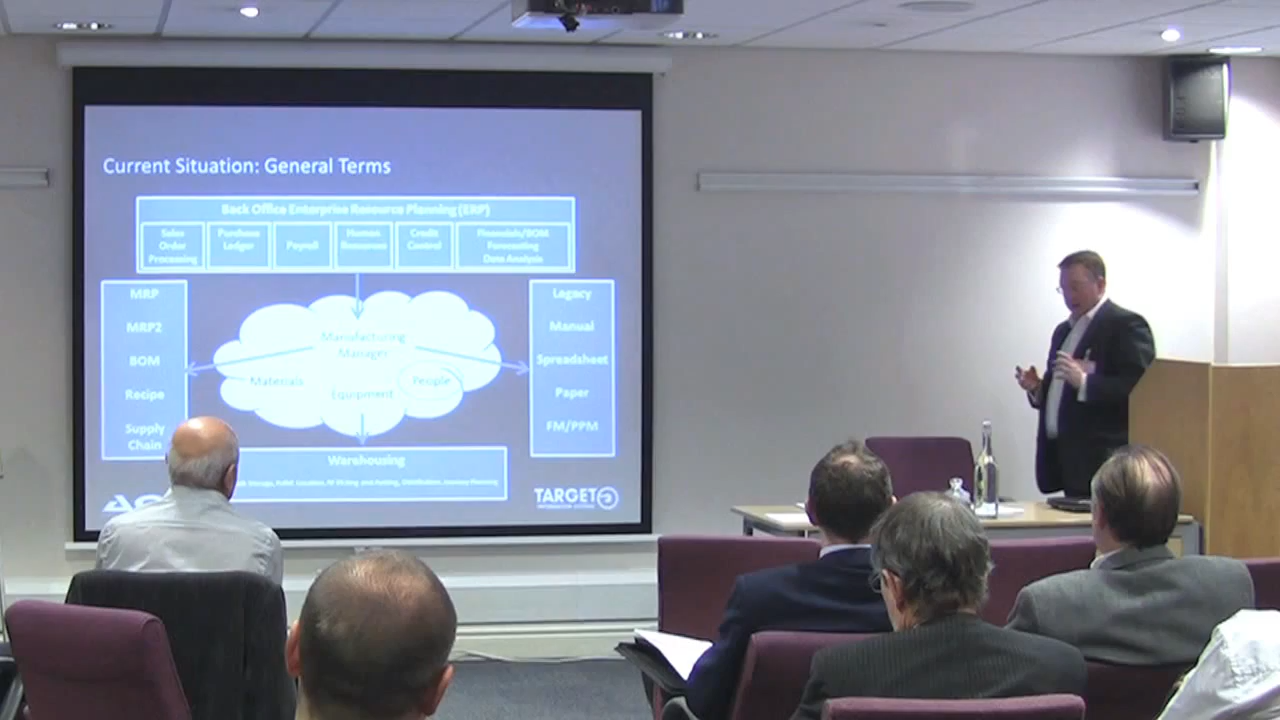 Current Situation: General Terms
Back Office Enterprise Resource Planning (ERP)
Sales
Order
Processing
Purchase
Ledger
Payroll
Human
Resources
Credit
Control
Financials/BOM
Forecasting
Data Analysis
MRP
MRP2
BOM
Recipe
Supply
Chain
Manufacturing
Manager
Materials
Equipment
People
Legacy
Manual
Spreadsheet
Paper
FM/PPM
Warehousing
TARGET
INFORMATION SYSTEMS